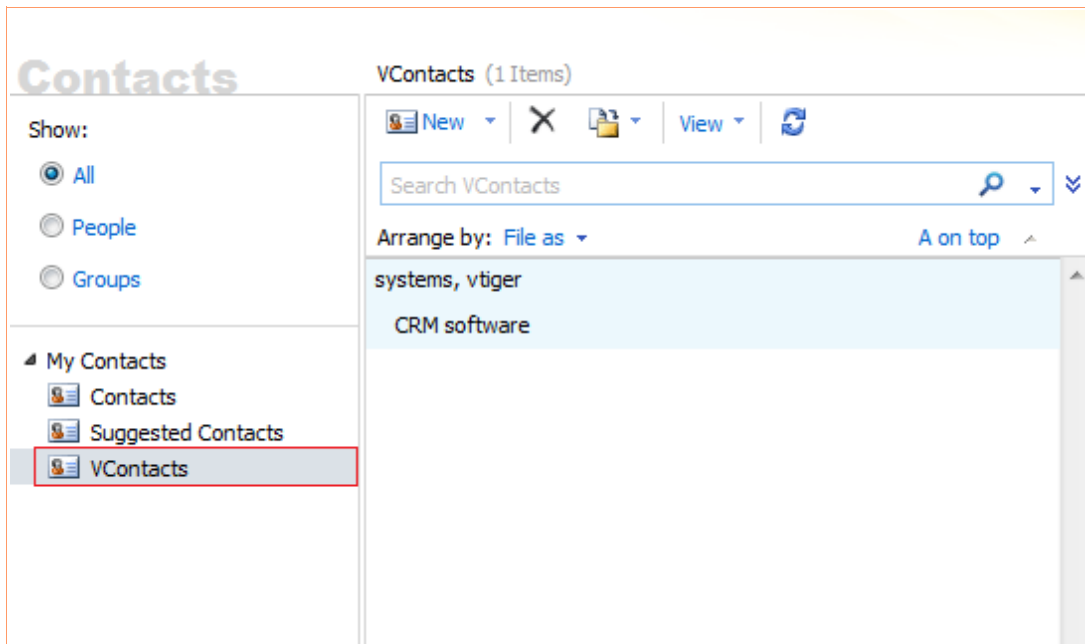 Contacts
Show:
All
People
Groups
My Contacts
Contacts
Suggested Contacts
VContacts
VContacts (1 Items)
New
View
Search VContacts
Arrange by: File as
A on top
systems, vtiger
CRM software